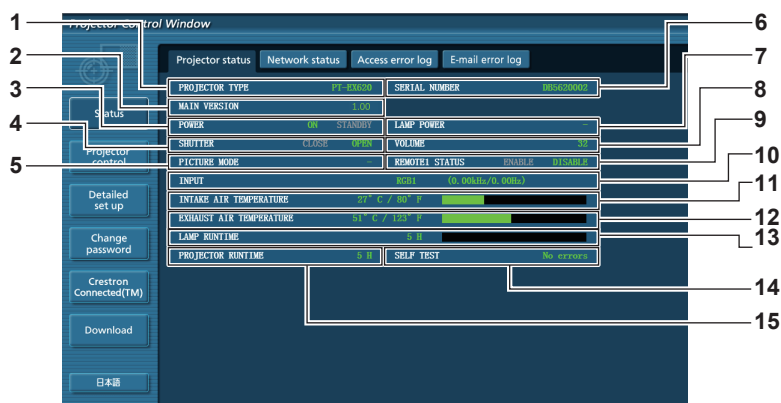 Projector Control Window
Projector status Network status Access error log E-mail error log
PROJECTOR TYPE PT-EX620 SERIAL NUMBER DB5620002
MAIN VERSION 1.00
POWER ON STANDBY LAMP POWER -
SHUTTER CLOSE OPEN VOLUME 32
PICTURE MODE - REMOTE1 STATUS ENABLE DISABLE
INPUT RGB1 (0.00kHz/0.00Hz)
INTAKE AIR TEMPERATURE 27° C / 80° F
EXHAUST AIR TEMPERATURE 51° C / 123° F
LAMP RUNTIME 5 H
PROJECTOR RUNTIME 5 H SELF TEST No errors
Status
Projector
control
Detailed
set up
Change
password
Crestron
Connected(TM)
Download
日本語
1
2
3
4
5
6
7
8
9
10
11
12
13
14
15